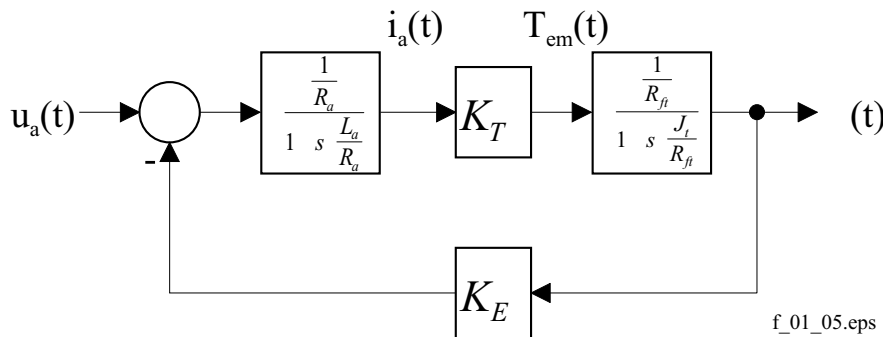 i_a(t) T_em(t)
u_a(t)
1
R_a
1 s L_a
R_a
K_T
1
R_ft
1 s J_t
R_ft
(t)
-
K_E
f_01_05.eps